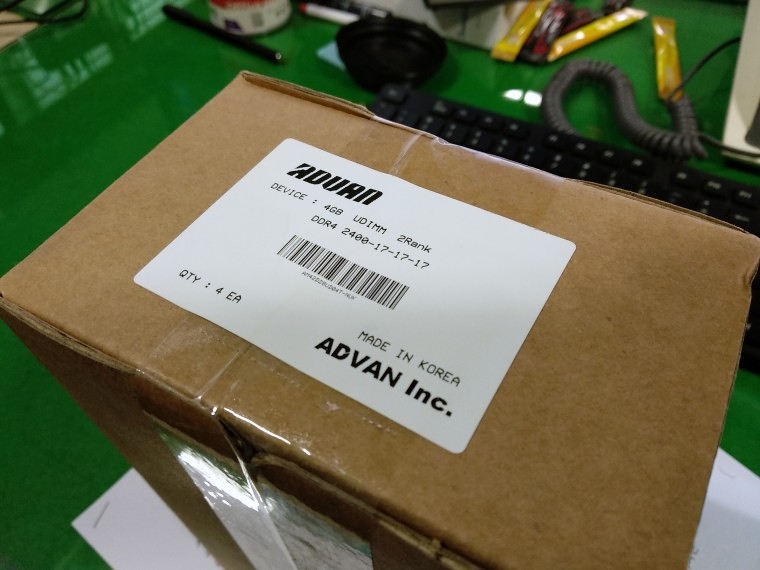 ADVAN
DEVICE : 4GB UDIMM 2Rank
DDR4 2400-17-17-17
QTY : 4 EA
MADE IN KOREA
ADVAN Inc.